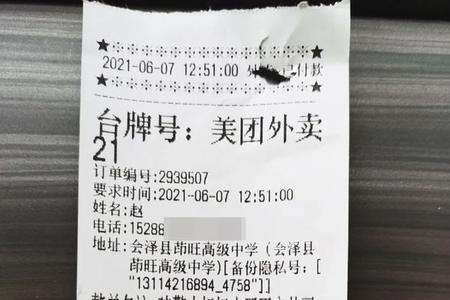 2021-06-07 12:51:00 付款
台牌号: 美团外卖
21
订单编号:2939507
要求时间:2021-06-07 12:51:00
姓名:赵
电话:15288
地址: 会泽县茚旺高级中学 (会泽县
茚旺高级中学)[备份隐私号: [
"13114216894_4758"]]